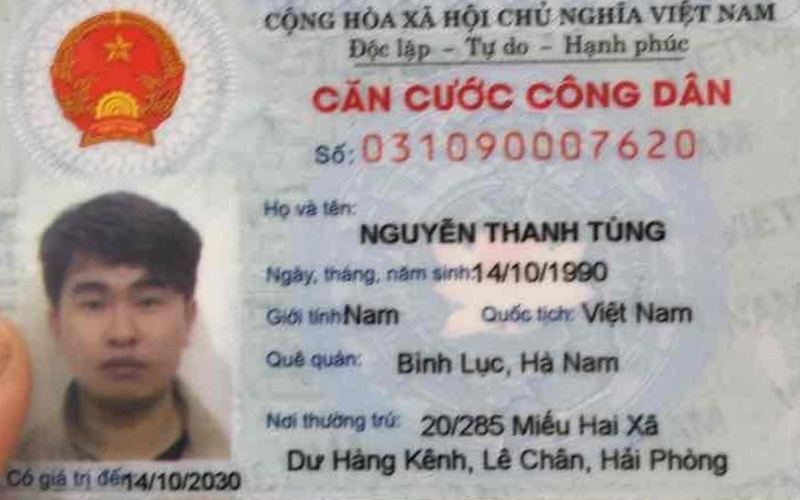 CỘNG HÒA XÃ HỘI CHỦ NGHĨA VIỆT NAM
Độc lập - Tự do - Hạnh phúc
CĂN CƯỚC CÔNG DÂN
Số: 031090007620
Họ và tên:
NGUYỄN THANH TÙNG
Ngày, tháng, năm sinh: 14/10/1990
Giới tính: Nam Quốc tịch: Việt Nam
Quê quán: Bình Lục, Hà Nam
Nơi thường trú: 20/285 Miếu Hai Xã
Dư Hàng Kênh, Lê Chân, Hải Phòng
Có giá trị đến: 14/10/2030